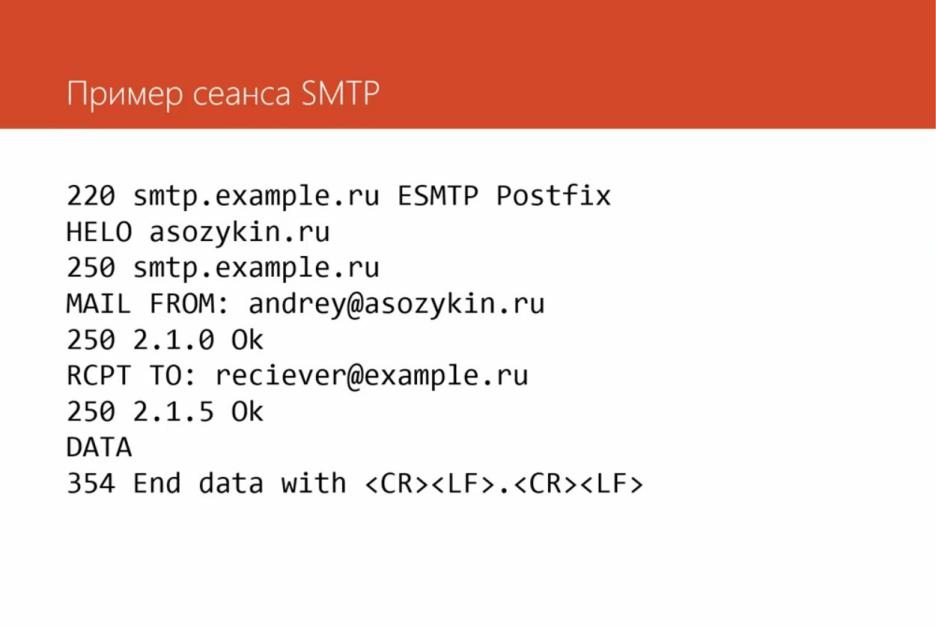 Пример сеанса SMTP
220 smtp.example.ru ESMTP Postfix
HELO asozykin.ru
250 smtp.example.ru
MAIL FROM: andrey@asozykin.ru
250 2.1.0 Ok
RCPT TO: reciever@example.ru
250 2.1.5 Ok
DATA
354 End data with <CR><LF>.<CR><LF>